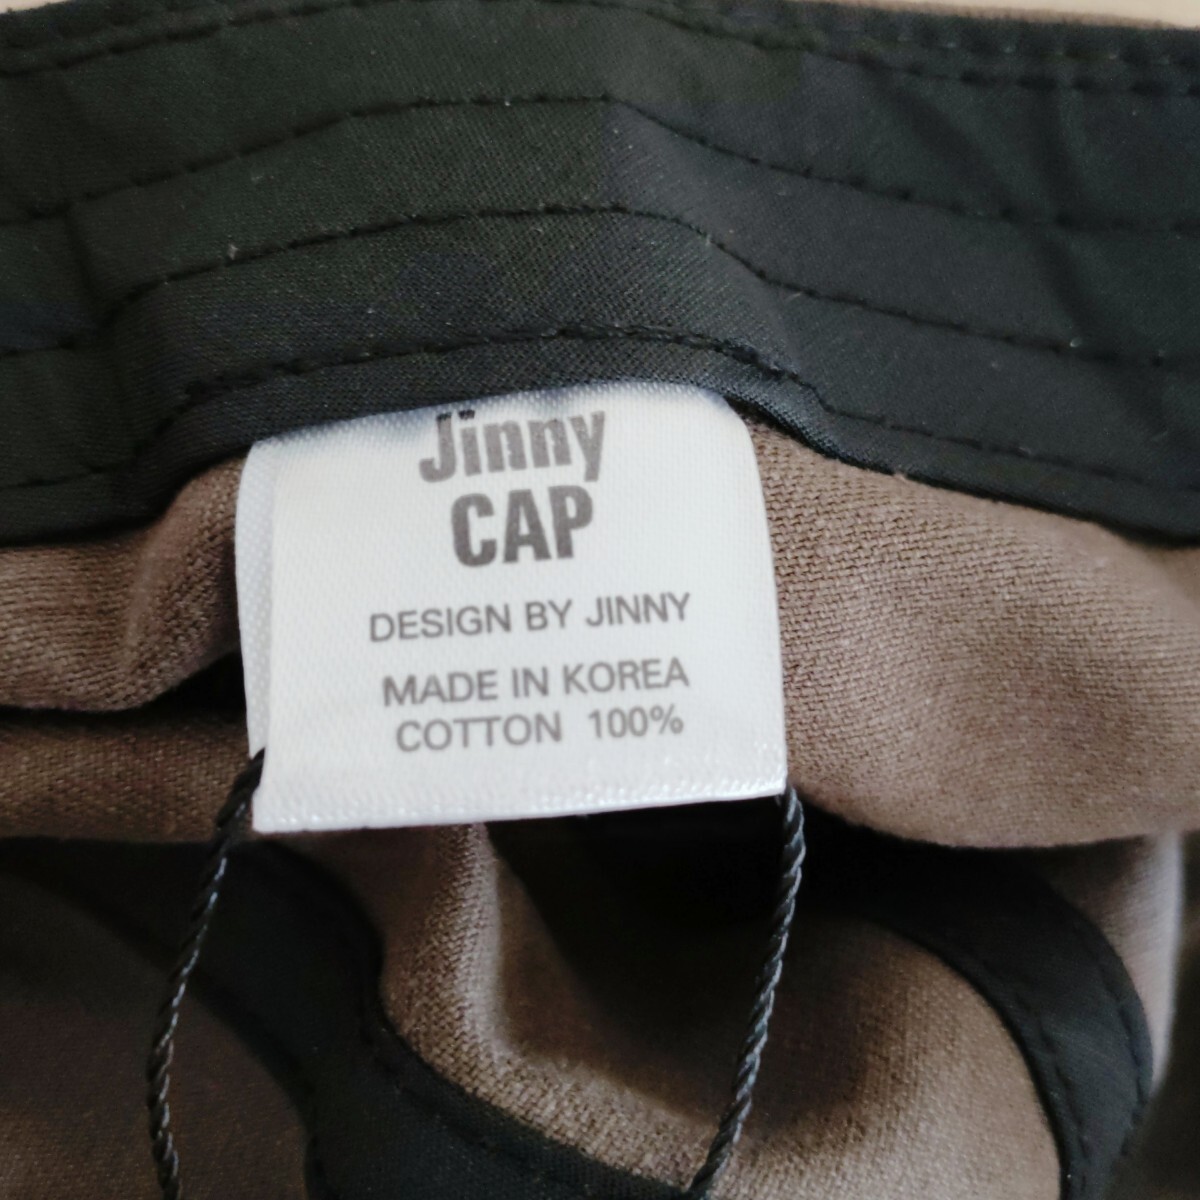 Jinny
CAP
DESIGN BY JINNY
MADE IN KOREA
COTTON 100%